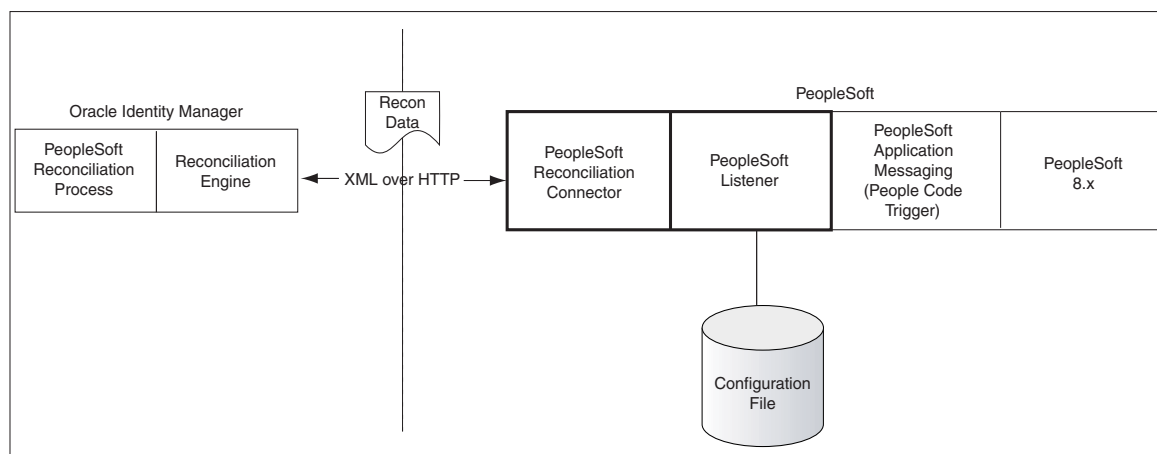 PeopleSoft
Oracle Identity Manager
Recon
Data
PeopleSoft
Reconciliation
Process
Reconciliation
Engine
XML over HTTP
PeopleSoft
Reconciliation
Connector
PeopleSoft
Listener
PeopleSoft
Application
Messaging
(People Code
Trigger)
PeopleSoft
8.x
Configuration
File